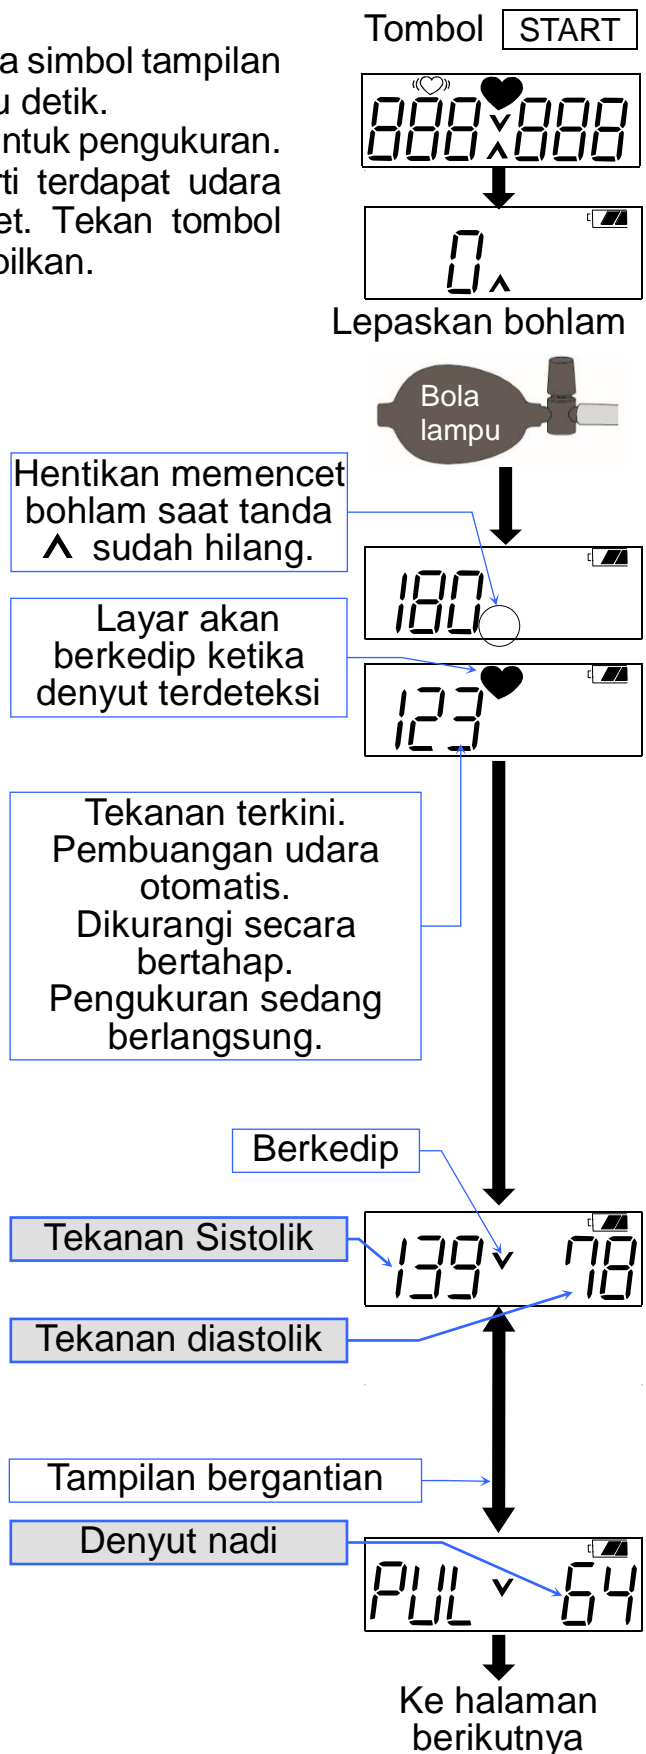 Tombol START
a simbol tampilan
detik.
ntuk pengukuran.
rti terdapat udara
et. Tekan tombol
pilkan.
888 888
0
Lepaskan bohlam
Bola
lampu
Hentikan memencet
bohlam saat tanda
∧ sudah hilang.
180
Layar akan
berkedip ketika
denyut terdeteksi
123
Tekanan terkini.
Pembuangan udara
otomatis.
Dikurangi secara
bertahap.
Pengukuran sedang
berlangsung.
Berkedip
Tekanan Sistolik
139 78
Tekanan diastolik
Tampilan bergantian
Denyut nadi
PUL 64
Ke halaman
berikutnya